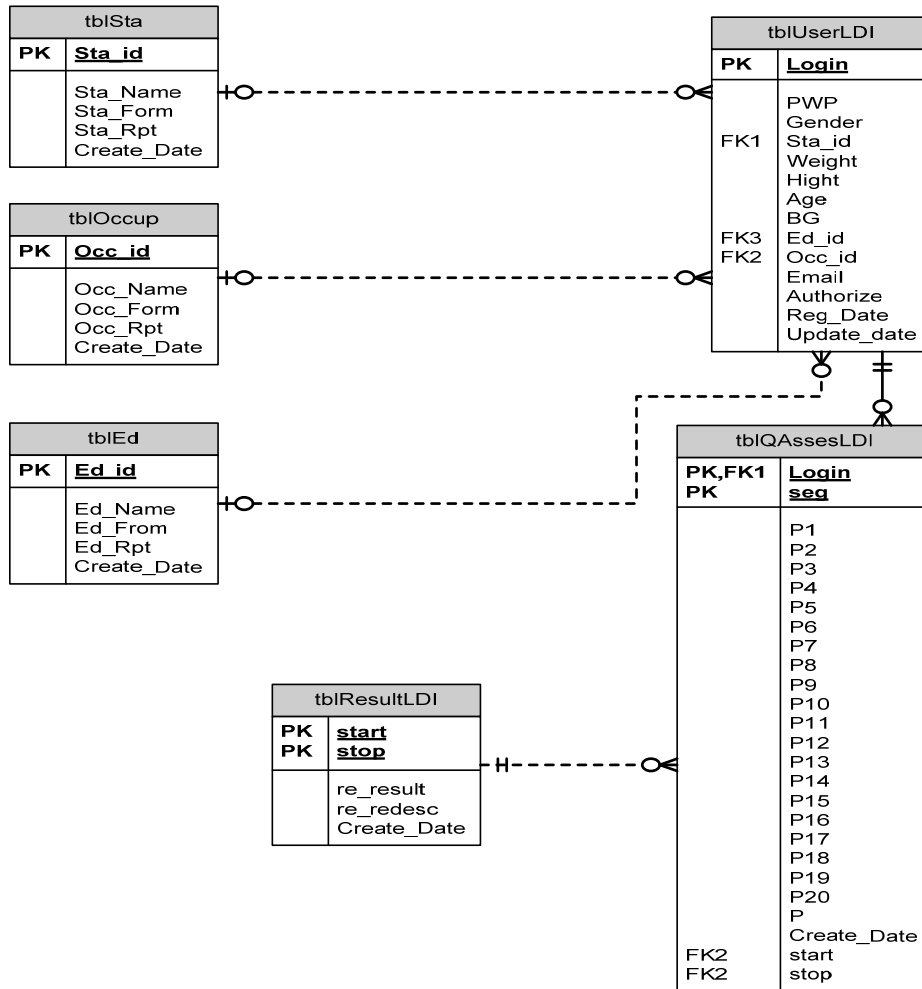 tblSta
PK Sta_id
Sta_Name
Sta_Form
Sta_Rpt
Create_Date
tblOccup
PK Occ_id
Occ_Name
Occ_Form
Occ_Rpt
Create_Date
tblEd
PK Ed_id
Ed_Name
Ed_From
Ed_Rpt
Create_Date
tblUserLDI
PK Login
PWP
Gender
FK1 Sta_id
Weight
Hight
Age
BG
FK3 Ed_id
FK2 Occ_id
Email
Authorize
Reg_Date
Update_date
tblResultLDI
PK start
PK stop
re_result
re_redesc
Create_Date
tblQAssesLDI
PK,FK1 Login
PK seq
P1
P2
P3
P4
P5
P6
P7
P8
P9
P10
P11
P12
P13
P14
P15
P16
P17
P18
P19
P20
P
Create_Date
FK2 start
FK2 stop